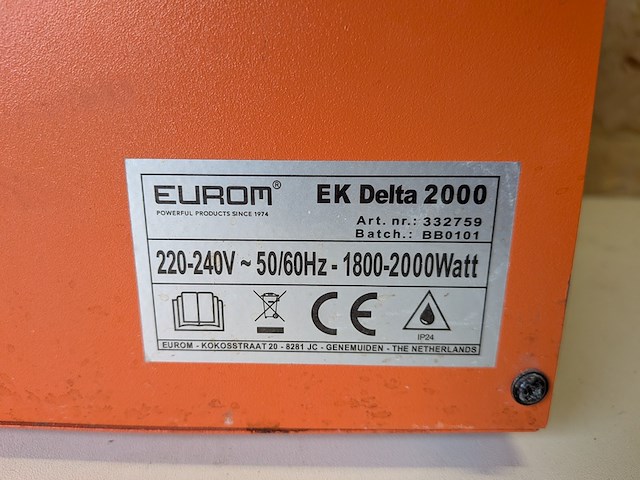 EUROM®
POWERFUL PRODUCTS SINCE 1974
EK Delta 2000
Art. nr.: 332759
Batch.: BB0101
220-240V ~ 50/60Hz - 1800-2000Watt
CE
IP24
EUROM - KOKOSSTRAAT 20 - 8281 JC - GENEMUIDEN - THE NETHERLANDS